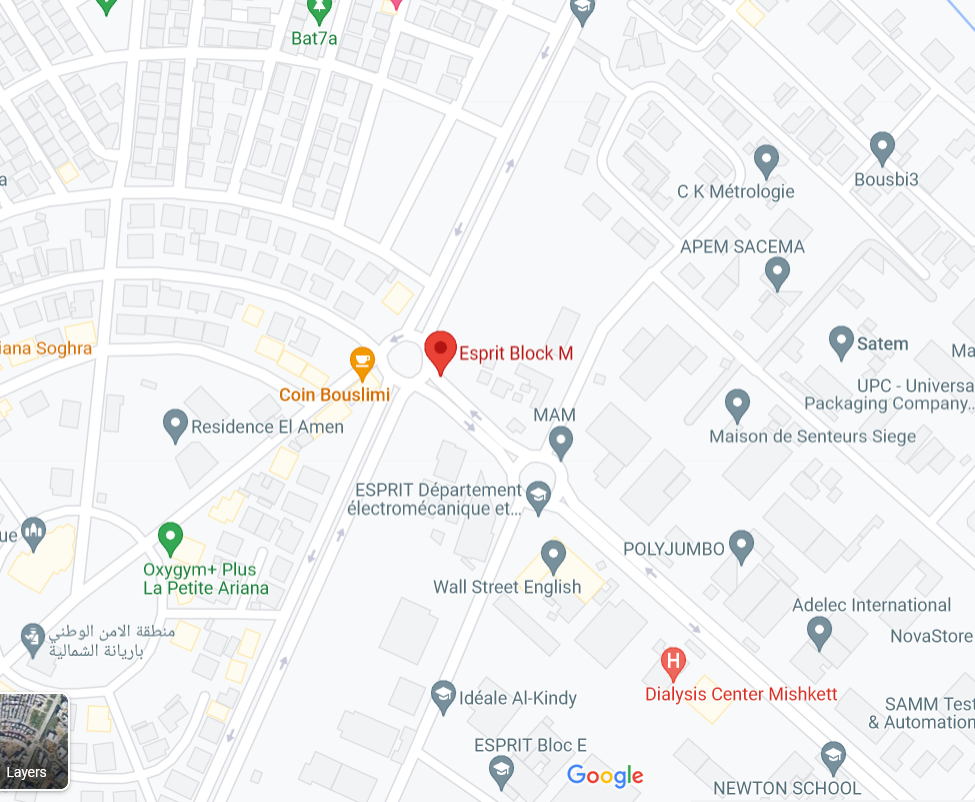 Bat7a
a
Bousbi3
C K Métrologie
APEM SACEMA
iana Soghra
Esprit Block M
Satem
Ma
Coin Bouslimi
UPC - Universa
Packaging Company...
MAM
Residence El Amen
Maison de Senteurs Siege
ESPRIT Département
électromécanique et...
ue
POLYJUMBO
Oxygym+ Plus
La Petite Ariana
Wall Street English
Adelec International
منطقة الامن الوطني
باريانة الشمالية
NovaStore
Dialysis Center Mishkett
Idéale Al-Kindy
SAMM Test
& Automation
ESPRIT Bloc E
Layers
Google
NEWTON SCHOOL